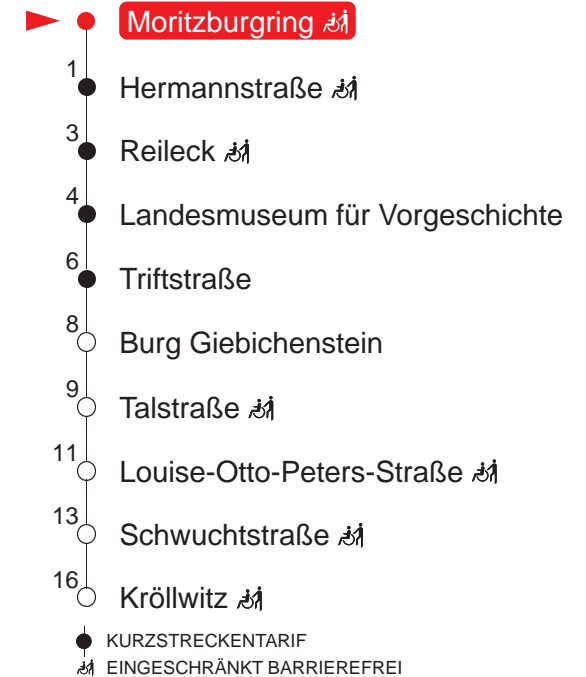 Moritzburgring
1 Hermannstraße
3 Reileck
4 Landesmuseum für Vorgeschichte
6 Triftstraße
8 Burg Giebichenstein
9 Talstraße
11 Louise-Otto-Peters-Straße
13 Schwuchtstraße
16 Kröllwitz
KURZSTRECKENTARIF
EINGESCHRÄNKT BARRIEREFREI